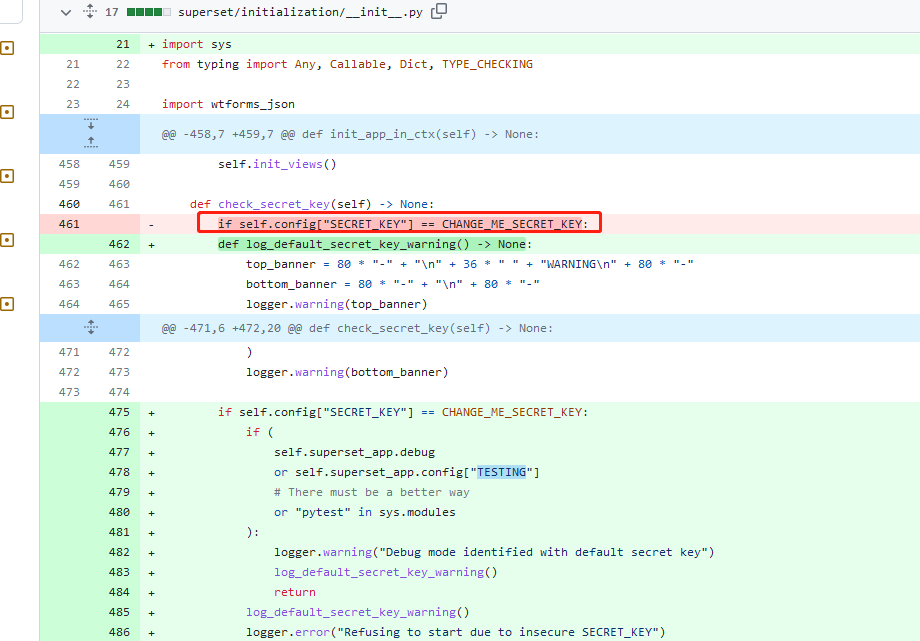 17 superset/initialization/__init__.py
21 + import sys
21 22 from typing import Any, Callable, Dict, TYPE_CHECKING
22 23
23 24 import wtforms_json
@@ -458,7 +459,7 @@ def init_app_in_ctx(self) -> None:
458 459 self.init_views()
459 460
460 461 def check_secret_key(self) -> None:
461 - if self.config["SECRET_KEY"] == CHANGE_ME_SECRET_KEY:
462 + def log_default_secret_key_warning() -> None:
462 463 top_banner = 80 * "-" + "\n" + 36 * " " + "WARNING\n" + 80 * "-"
463 464 bottom_banner = 80 * "-" + "\n" + 80 * "-"
464 465 logger.warning(top_banner)
@@ -471,6 +472,20 @@ def check_secret_key(self) -> None:
471 472 )
472 473 logger.warning(bottom_banner)
473 474
475 + if self.config["SECRET_KEY"] == CHANGE_ME_SECRET_KEY:
476 + if (
477 + self.superset_app.debug
478 + or self.superset_app.config["TESTING"]
479 + # There must be a better way
480 + or "pytest" in sys.modules
481 + ):
482 + logger.warning("Debug mode identified with default secret key")
483 + log_default_secret_key_warning()
484 + return
485 + log_default_secret_key_warning()
486 + logger.error("Refusing to start due to insecure SECRET_KEY")